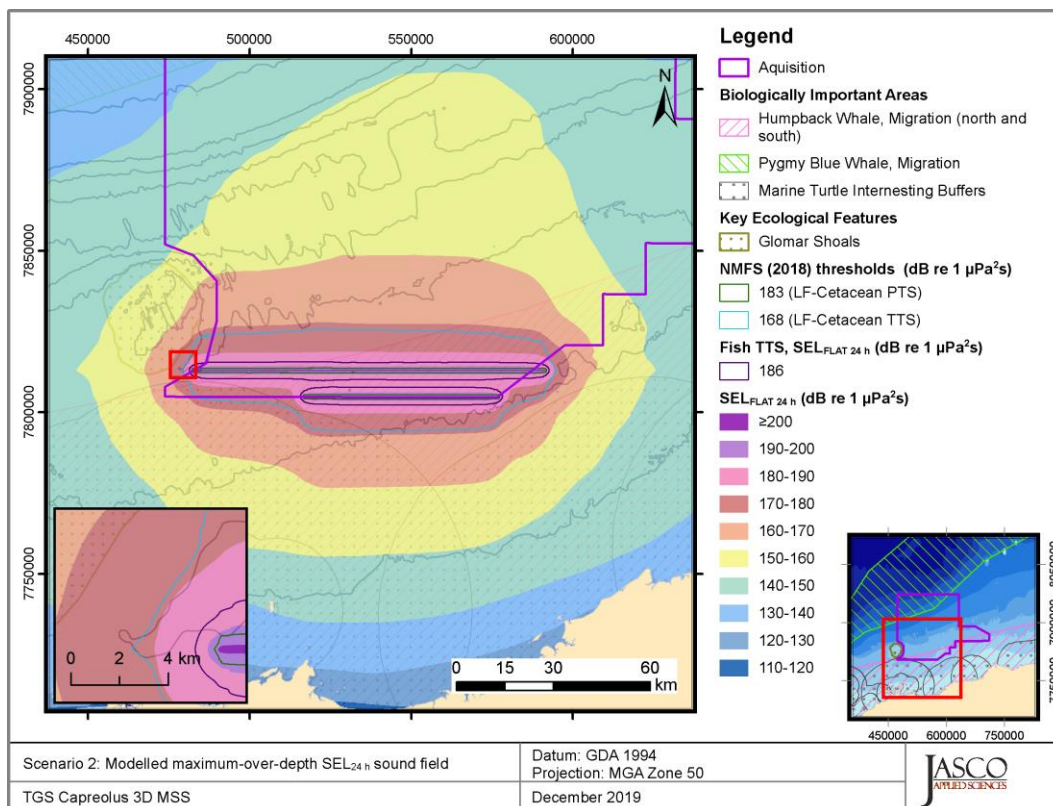 450000 500000 550000 600000
7900000
7850000
7800000
7750000
N
0 2 4 km
0 15 30 60
km
Legend
Aquisition
Biologically Important Areas
Humpback Whale, Migration (north and
south)
Pygmy Blue Whale, Migration
Marine Turtle Internesting Buffers
Key Ecological Features
Glomar Shoals
NMFS (2018) thresholds (dB re 1 µPa²s)
183 (LF-Cetacean PTS)
168 (LF-Cetacean TTS)
Fish TTS, SEL_FLAT 24 h (dB re 1 µPa²s)
186
SEL_FLAT 24 h (dB re 1 µPa²s)
≥200
190-200
180-190
170-180
160-170
150-160
140-150
130-140
120-130
110-120
8050000
7900000
7750000
450000 600000 750000
Scenario 2: Modelled maximum-over-depth SEL24 h sound field
Datum: GDA 1994
Projection: MGA Zone 50
TGS Capreolus 3D MSS
December 2019
JASCO
APPLIED SCIENCES